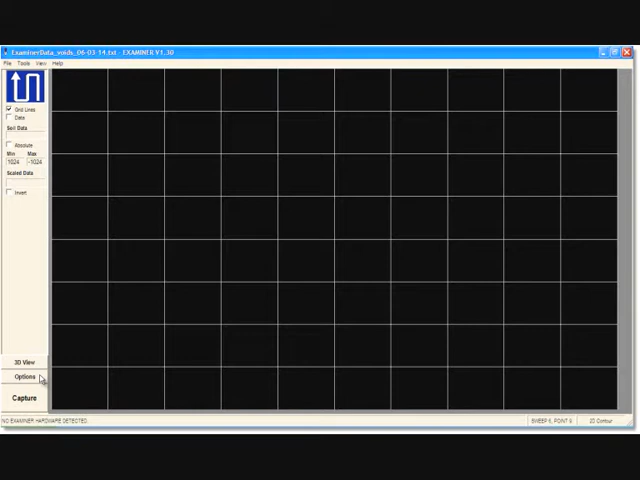 ExaminerData_voids_06-03 14.txt - EXAMINER V1.30
File Tools View Help
Grid Lines
Data
Soil Data
Absolute
Min Max
1024 -1024
Scaled Data
Invert
3D View
Options
Capture
NO EXAMINER HARDWARE DETECTED
SWEEP 6, POINT 6
2D Contour